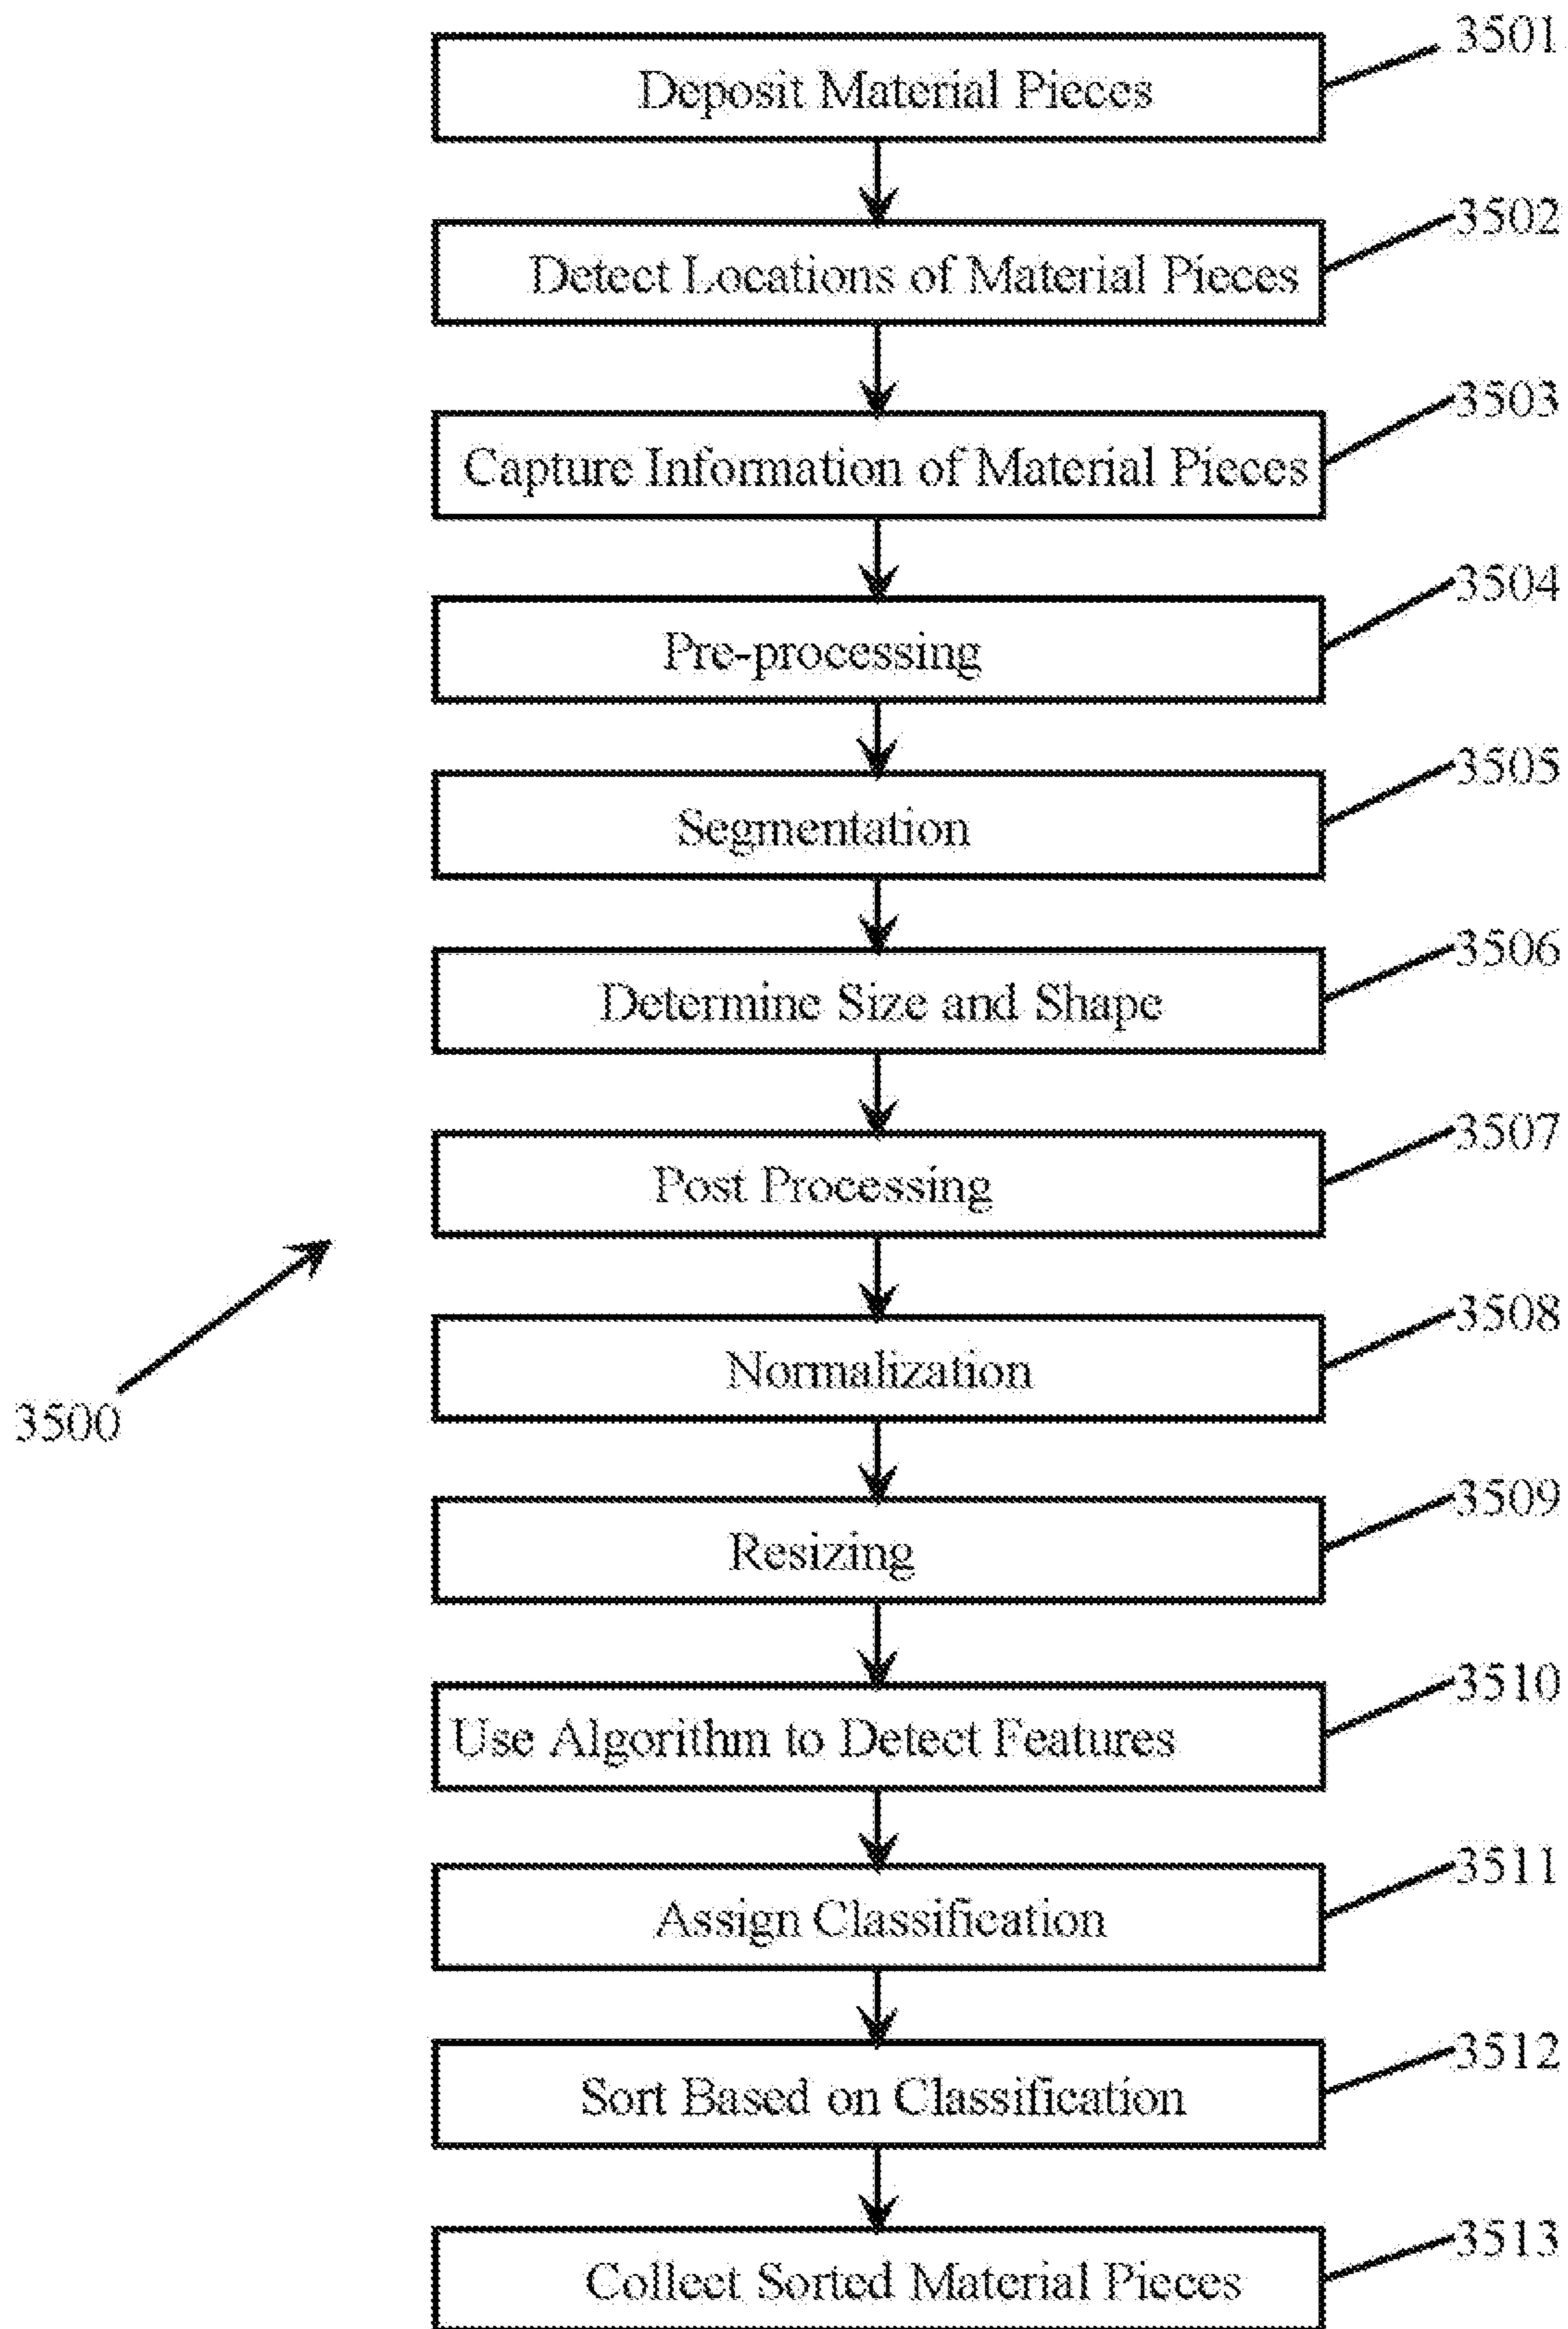 Deposit Material Pieces
3501
Detect Locations of Material Pieces
3502
Capture Information of Material Pieces
3503
Pre-processing
3504
Segmentation
3505
Determine Size and Shape
3506
Post Processing
3507
3500
Normalization
3508
Resizing
3509
Use Algorithm to Detect Features
3510
Assign Classification
3511
Sort Based on Classification
3512
Collect Sorted Material Pieces
3513